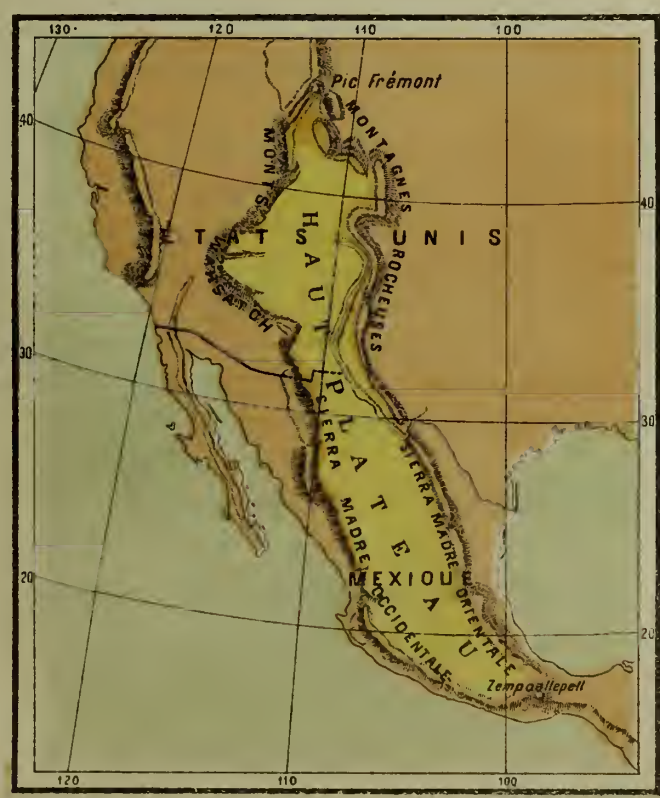 130
120
110
100
Pic Frémont
40
MONTAGNES
MONTS
40
HAUT PLATEAU
ETATS UNIS
WASATCH
ROCHEUSES
30
30
SIERRA MADRE OCCIDENTALE
SIERRA MADRE ORIENTALE
20
MEXIQUE
20
Zempoaltepetl
120
110
100